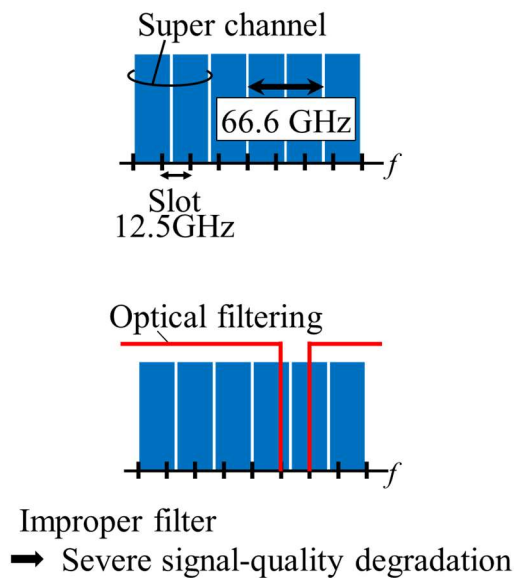 Super channel
66.6 GHz
f
Slot
12.5GHz
Optical filtering
f
Improper filter
➡ Severe signal-quality degradation